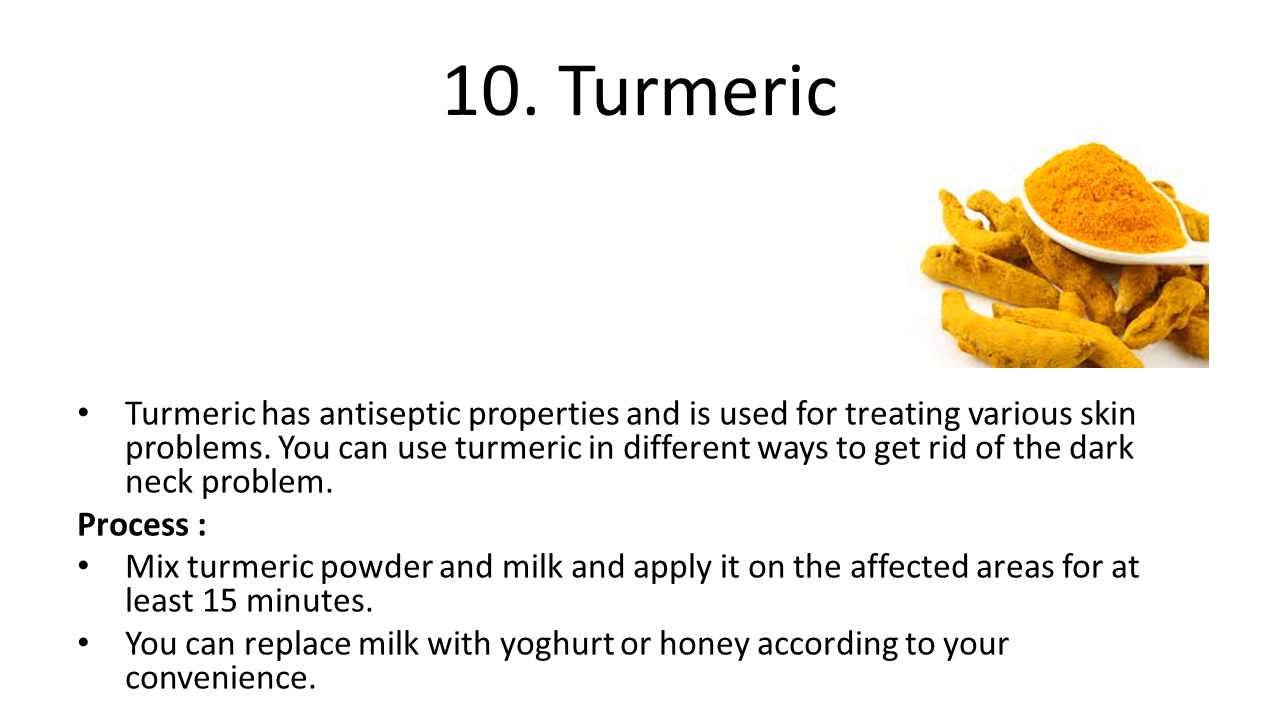 10. Turmeric
• Turmeric has antiseptic properties and is used for treating various skin
problems. You can use turmeric in different ways to get rid of the dark
neck problem.
Process :
• Mix turmeric powder and milk and apply it on the affected areas for at
least 15 minutes.
• You can replace milk with yoghurt or honey according to your
convenience.